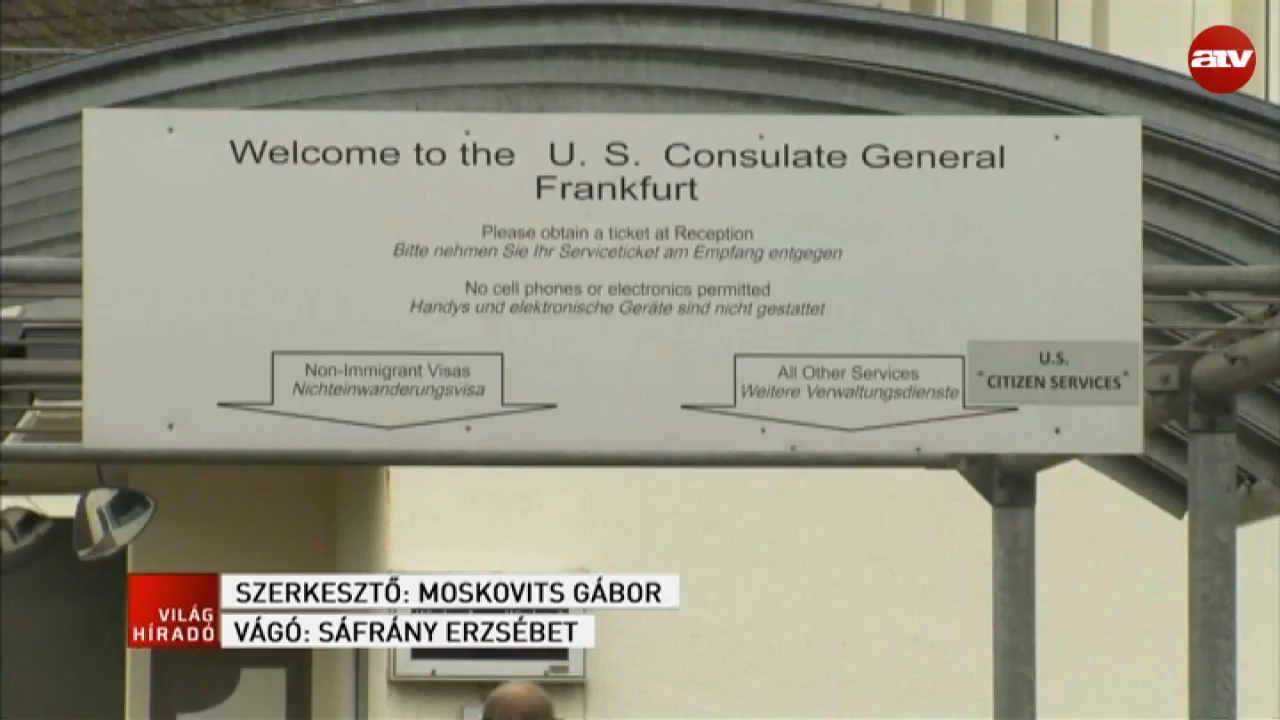 atv
Welcome to the U. S. Consulate General
Frankfurt
Please obtain a ticket at Reception
Bitte nehmen Sie Ihr Serviceticket am Empfang entgegen
No cell phones or electronics permitted
Handys und elektronische Geräte sind nicht gestattet
Non-Immigrant Visas
Nichteinwanderungsvisa
All Other Services
Weitere Verwaltungsdienste
U.S.
"CITIZEN SERVICES"
VILÁG
HÍRADÓ
SZERKESZTŐ: MOSKOVITS GÁBOR
VÁGÓ: SÁFRÁNY ERZSÉBET